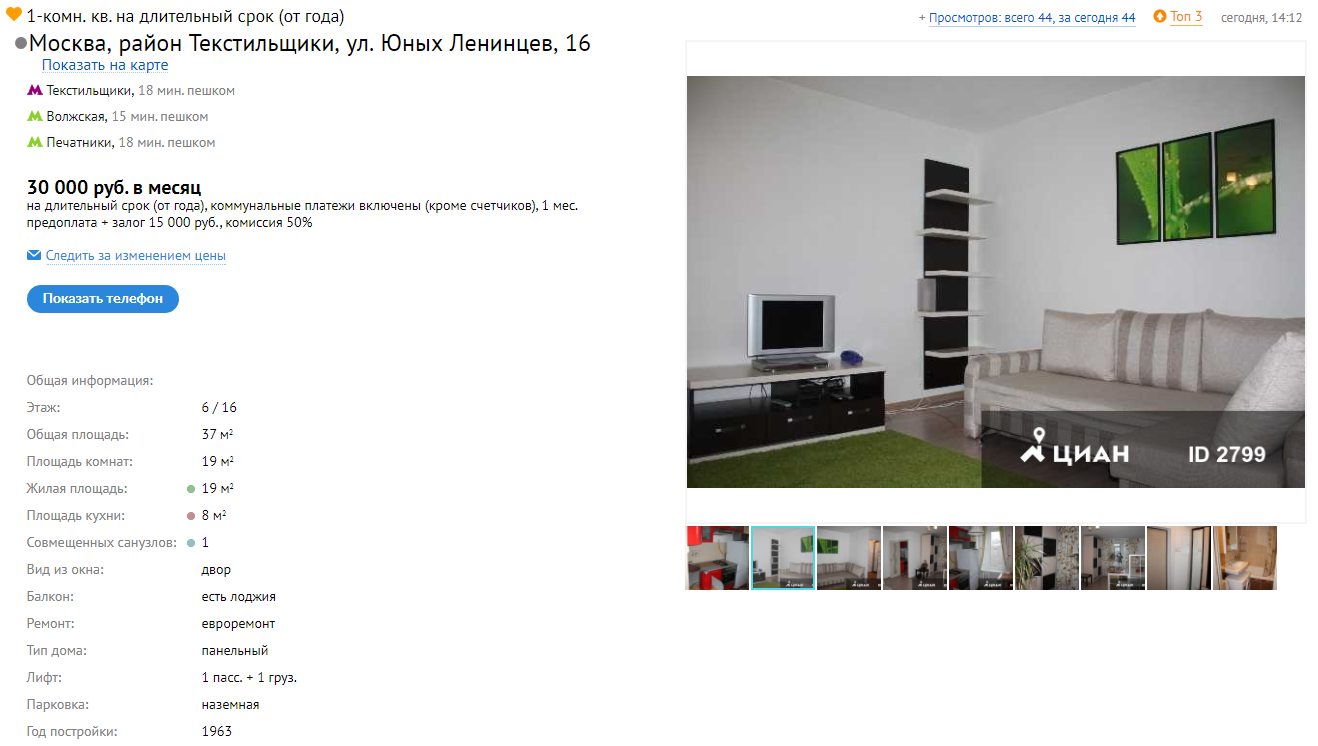 1-комн. кв. на длительный срок (от года)
+ Просмотров: всего 44, за сегодня 44
Топ 3
сегодня, 14:12
Москва, район Текстильщики, ул. Юных Ленинцев, 16
Показать на карте
Текстильщики, 18 мин. пешком
Волжская, 15 мин. пешком
Печатники, 18 мин. пешком
30 000 руб. в месяц
на длительный срок (от года), коммунальные платежи включены (кроме счетчиков), 1 мес.
предоплата + залог 15 000 руб., комиссия 50%
Следить за изменением цены
Показать телефон
Общая информация:
Этаж: 6 / 16
Общая площадь: 37 м²
Площадь комнат: 19 м²
Жилая площадь: 19 м²
Площадь кухни: 8 м²
Совмещенных санузлов: 1
Вид из окна: двор
Балкон: есть лоджия
Ремонт: евроремонт
Тип дома: панельный
Лифт: 1 пасс. + 1 груз.
Парковка: наземная
Год постройки: 1963
ЦИАН ID 2799